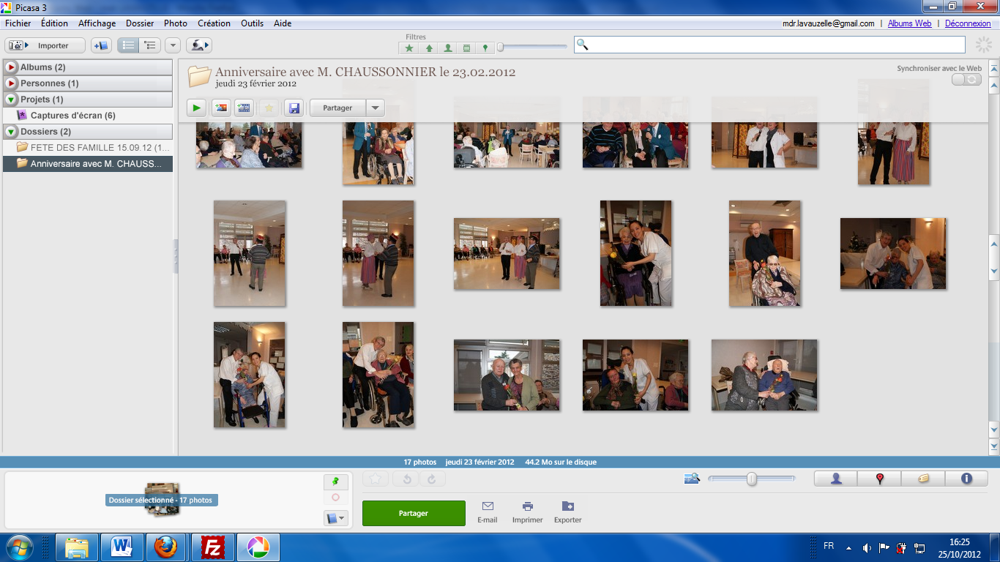 Picasa 3
Fichier Édition Affichage Dossier Photo Création Outils Aide
mdr.lavauzelle@gmail.com | Albums Web | Déconnexion
Importer
Filtres
Albums (2)
Personnes (1)
Projets (1)
Captures d'écran (6)
Dossiers (2)
FETE DES FAMILLE 15.09.12 (1...
Anniversaire avec M. CHAUSS...
Anniversaire avec M. CHAUSSONNIER le 23.02.2012
jeudi 23 février 2012
Synchroniser avec le Web
Partager
17 photos jeudi 23 février 2012 44.2 Mo sur le disque
Dossier sélectionné - 17 photos
Partager
E-mail Imprimer Exporter
FR
16:25
25/10/2012